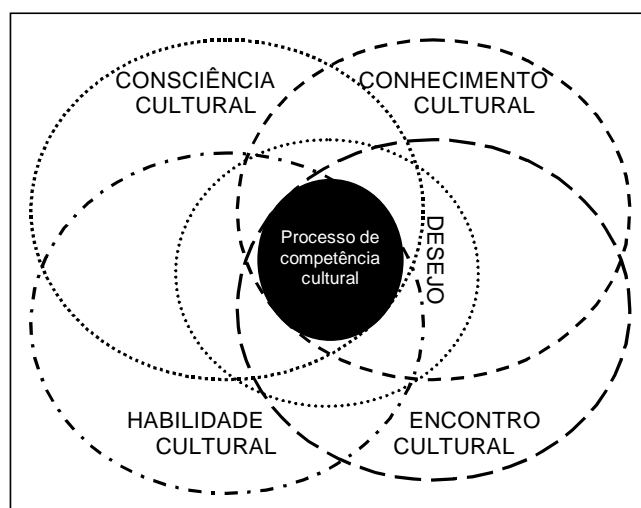 CONSCIÊNCIA
CULTURAL
CONHECIMENTO
CULTURAL
Processo de
competência
cultural
DESEJO
HABILIDADE
CULTURAL
ENCONTRO
CULTURAL